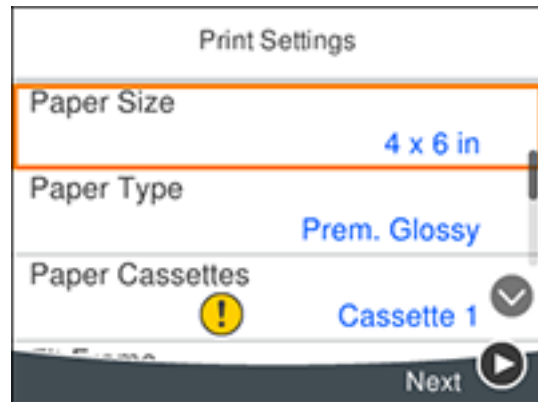 Print Settings
Paper Size
4 x 6 in
Paper Type
Prem. Glossy
Paper Cassettes
Cassette 1
Next